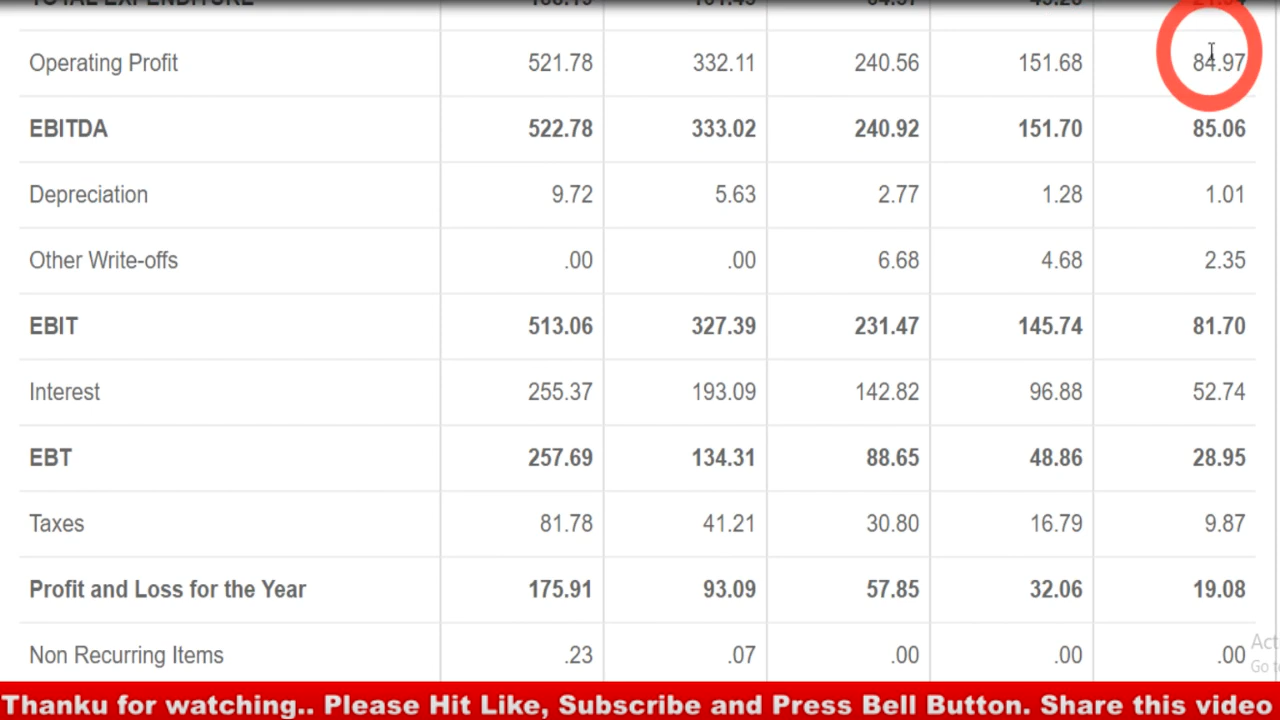 TOTAL EXPENDITURE
Operating Profit 521.78 332.11 240.56 151.68 84.97
EBITDA 522.78 333.02 240.92 151.70 85.06
Depreciation 9.72 5.63 2.77 1.28 1.01
Other Write-offs .00 .00 6.68 4.68 2.35
EBIT 513.06 327.39 231.47 145.74 81.70
Interest 255.37 193.09 142.82 96.88 52.74
EBT 257.69 134.31 88.65 48.86 28.95
Taxes 81.78 41.21 30.80 16.79 9.87
Profit and Loss for the Year 175.91 93.09 57.85 32.06 19.08
Non Recurring Items .23 .07 .00 .00 .00
Thanku for watching.. Please Hit Like, Subscribe and Press Bell Button. Share this video